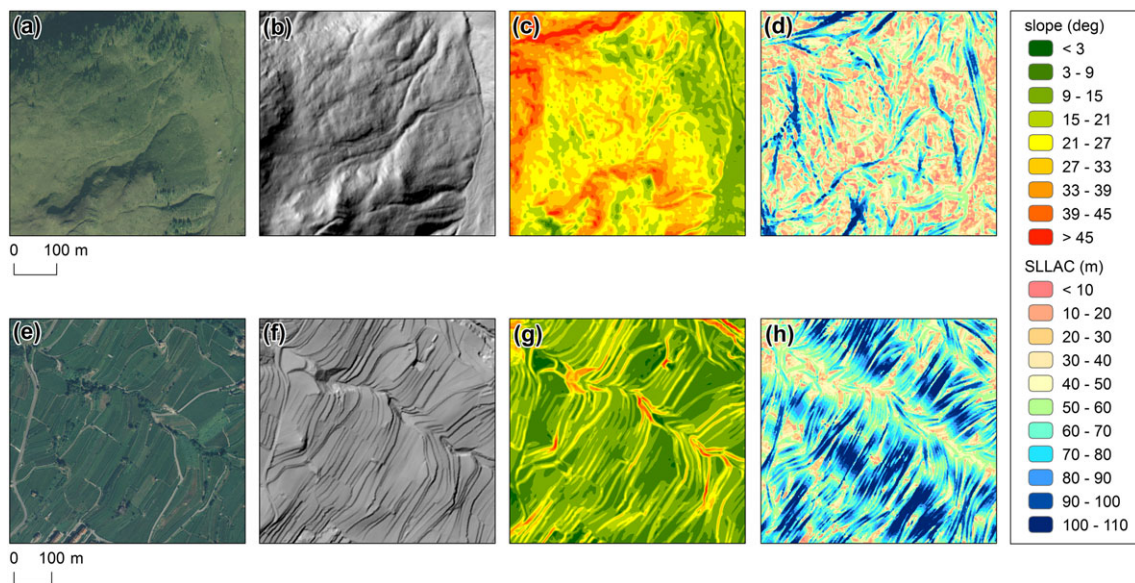 (a)
(b)
(c)
(d)
0 100 m
(e)
(f)
(g)
(h)
0 100 m
slope (deg)
< 3
3 - 9
9 - 15
15 - 21
21 - 27
27 - 33
33 - 39
39 - 45
> 45
SLLAC (m)
< 10
10 - 20
20 - 30
30 - 40
40 - 50
50 - 60
60 - 70
70 - 80
80 - 90
90 - 100
100 - 110